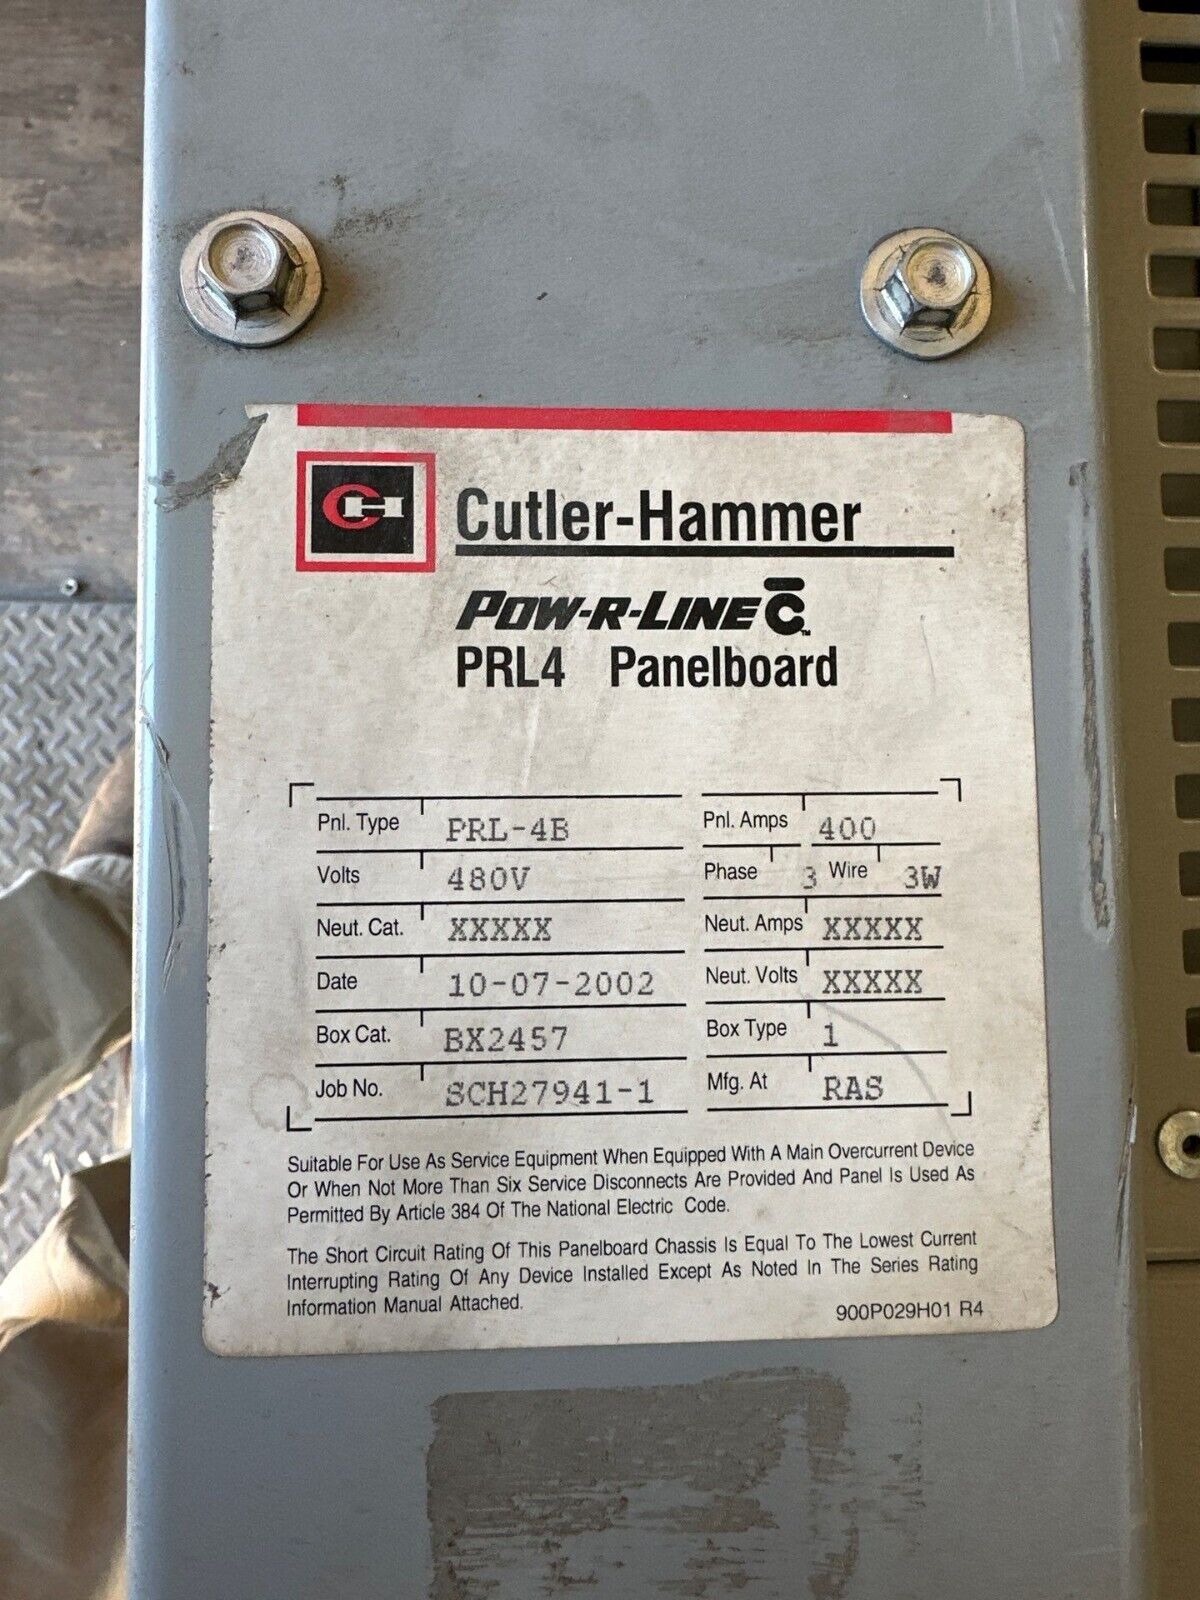 CH
Cutler-Hammer
POW-R-LINE C™
PRL4 Panelboard
Pnl. Type PRL-4B Pnl. Amps 400
Volts 480V Phase 3 Wire 3W
Neut. Cat. XXXXX Neut. Amps XXXXX
Date 10-07-2002 Neut. Volts XXXXX
Box Cat. BX2457 Box Type 1
Job No. SCH27941-1 Mfg. At RAS
Suitable For Use As Service Equipment When Equipped With A Main Overcurrent Device
Or When Not More Than Six Service Disconnects Are Provided And Panel Is Used As
Permitted By Article 384 Of The National Electric Code.
The Short Circuit Rating Of This Panelboard Chassis Is Equal To The Lowest Current
Interrupting Rating Of Any Device Installed Except As Noted In The Series Rating
Information Manual Attached.
900P029H01 R4